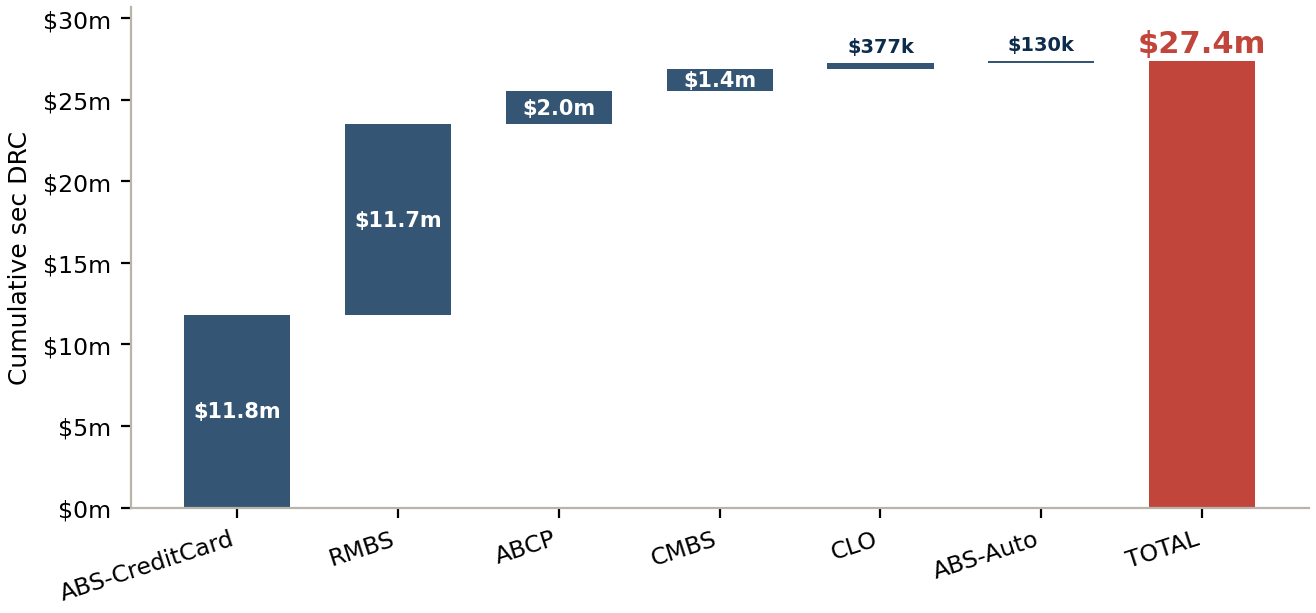 $30m
$25m
$20m
$15m
$10m
$5m
$0m
Cumulative sec DRC
$11.8m
$11.7m
$2.0m
$1.4m
$377k
$130k
$27.4m
ABS-CreditCard
RMBS
ABCP
CMBS
CLO
ABS-Auto
TOTAL